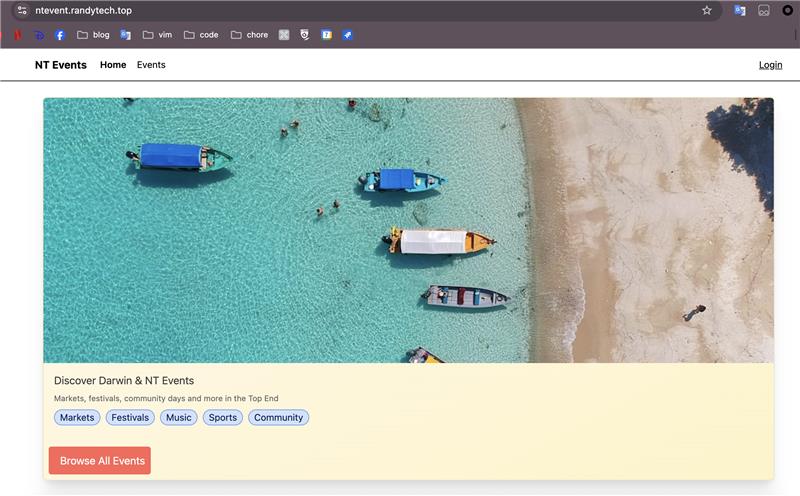 ntevent.randytech.top
blog vim code chore 7
NT Events Home Events Login
Discover Darwin & NT Events
Markets, festivals, community days and more in the Top End
Markets Festivals Music Sports Community
Browse All Events